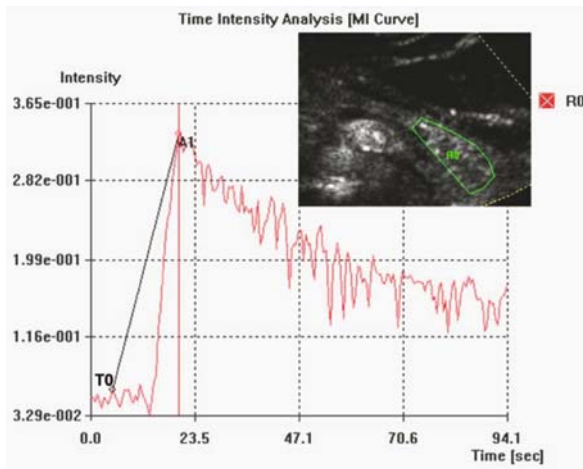 Time Intensity Analysis [MI Curve]
Intensity
R0
3.65e-001
A1
2.82e-001
R0
1.99e-001
1.16e-001
T0
3.29e-002
0.0 23.5 47.1 70.6 94.1
Time [sec]